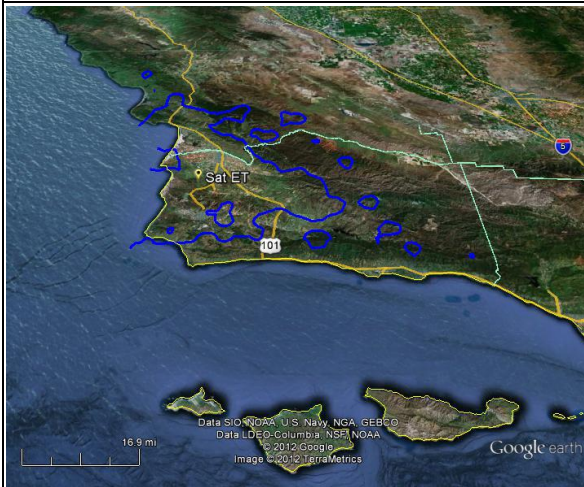 5
Sat ET
101
Data SIO, NOAA, U.S. Navy, NGA, GEBCO
Data LDEO-Columbia, NSF, NOAA
© 2012 Google
Image © 2012 TerraMetrics
16.9 mi
Google earth